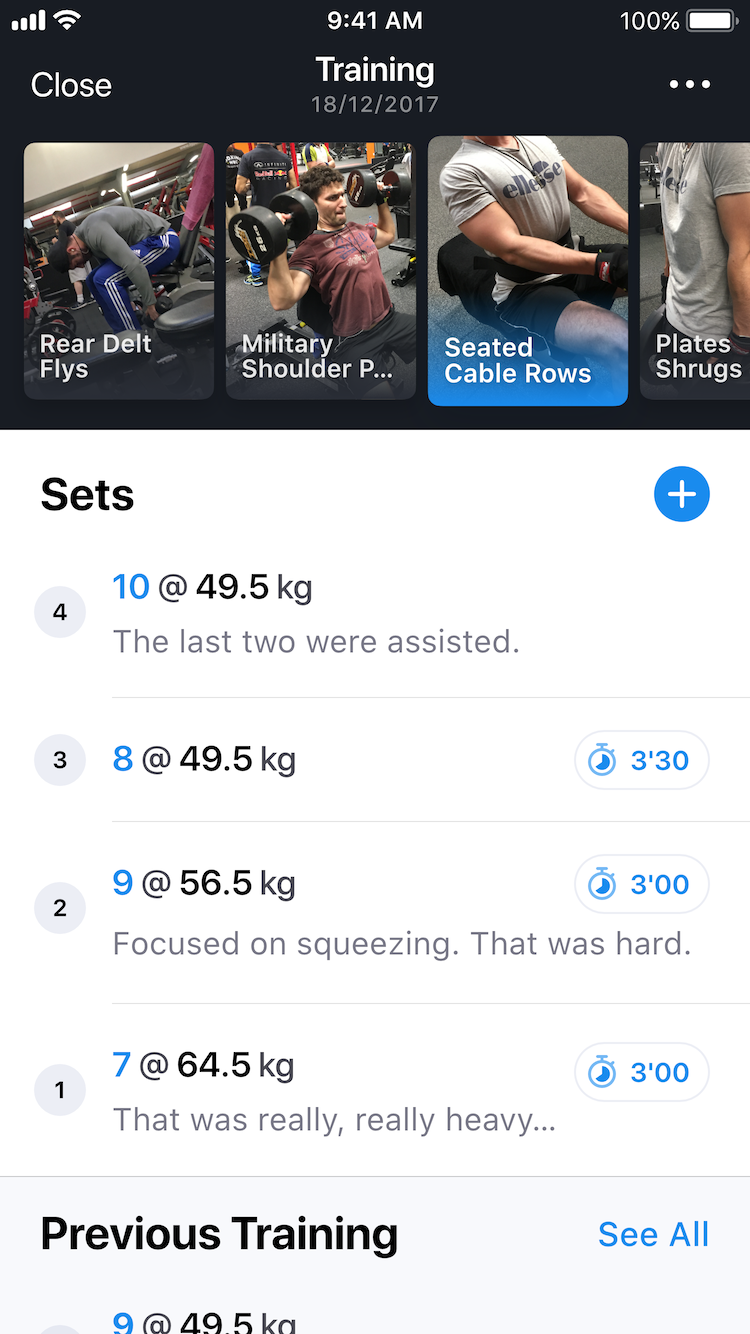 9:41 AM
100%
Close
Training
18/12/2017
ellesse
Rear Delt
Flys
Military
Shoulder P...
Seated
Cable Rows
Plates
Shrugs
Sets
4
10 @ 49.5 kg
The last two were assisted.
3
8 @ 49.5 kg
3'30
2
9 @ 56.5 kg
3'00
Focused on squeezing. That was hard.
1
7 @ 64.5 kg
3'00
That was really, really heavy...
Previous Training
See All
9 @ 49.5 kg